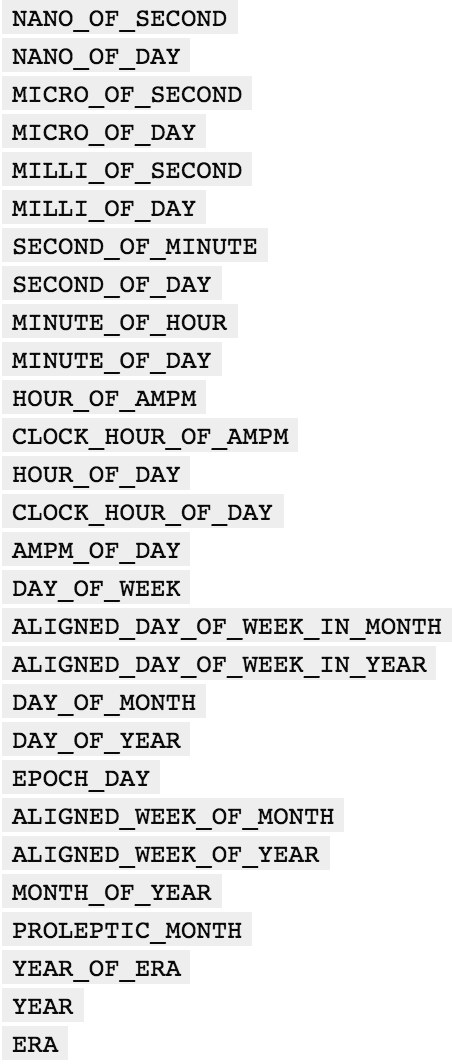 NANO_OF_SECOND
NANO_OF_DAY
MICRO_OF_SECOND
MICRO_OF_DAY
MILLI_OF_SECOND
MILLI_OF_DAY
SECOND_OF_MINUTE
SECOND_OF_DAY
MINUTE_OF_HOUR
MINUTE_OF_DAY
HOUR_OF_AMPM
CLOCK_HOUR_OF_AMPM
HOUR_OF_DAY
CLOCK_HOUR_OF_DAY
AMPM_OF_DAY
DAY_OF_WEEK
ALIGNED_DAY_OF_WEEK_IN_MONTH
ALIGNED_DAY_OF_WEEK_IN_YEAR
DAY_OF_MONTH
DAY_OF_YEAR
EPOCH_DAY
ALIGNED_WEEK_OF_MONTH
ALIGNED_WEEK_OF_YEAR
MONTH_OF_YEAR
PROLEPTIC_MONTH
YEAR_OF_ERA
YEAR
ERA